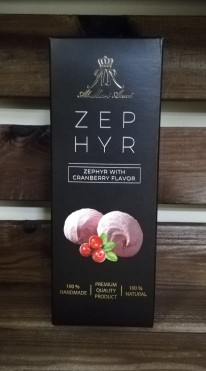 ZEP
HYR
ZEPHYR WITH
CRANBERRY FLAVOR
100 %
HANDMADE
PREMIUM
QUALITY
PRODUCT
100 %
NATURAL